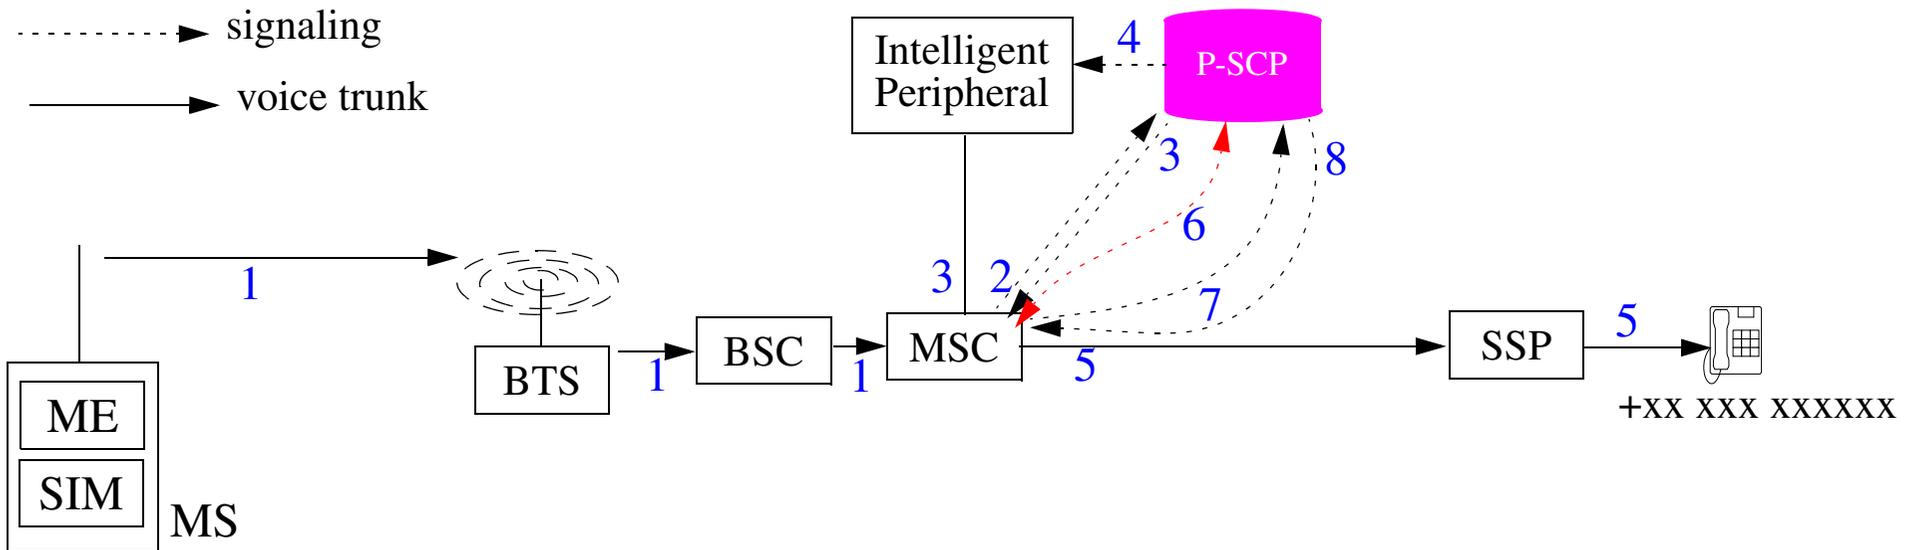 signaling
voice trunk
Intelligent
Peripheral
4
P-SCP
3
8
6
1
3
2
7
5
5
BTS
1
BSC
1
MSC
SSP
+xx xxx xxxxxx
ME
SIM
MS